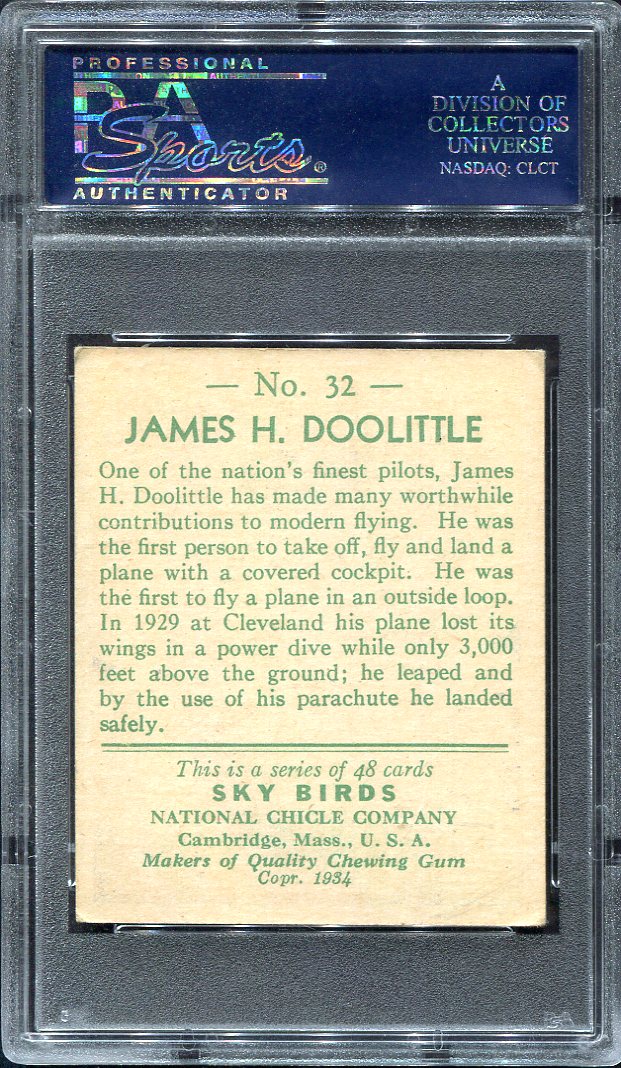 PROFESSIONAL
PSA
Sports®
AUTHENTICATOR
A
DIVISION OF
COLLECTORS
UNIVERSE
NASDAQ: CLCT
— No. 32 —
JAMES H. DOOLITTLE
One of the nation's finest pilots, James
H. Doolittle has made many worthwhile
contributions to modern flying. He was
the first person to take off, fly and land a
plane with a covered cockpit. He was
the first to fly a plane in an outside loop.
In 1929 at Cleveland his plane lost its
wings in a power dive while only 3,000
feet above the ground; he leaped and
by the use of his parachute he landed
safely.
This is a series of 48 cards
SKY BIRDS
NATIONAL CHICLE COMPANY
Cambridge, Mass., U. S. A.
Makers of Quality Chewing Gum
Copr. 1934